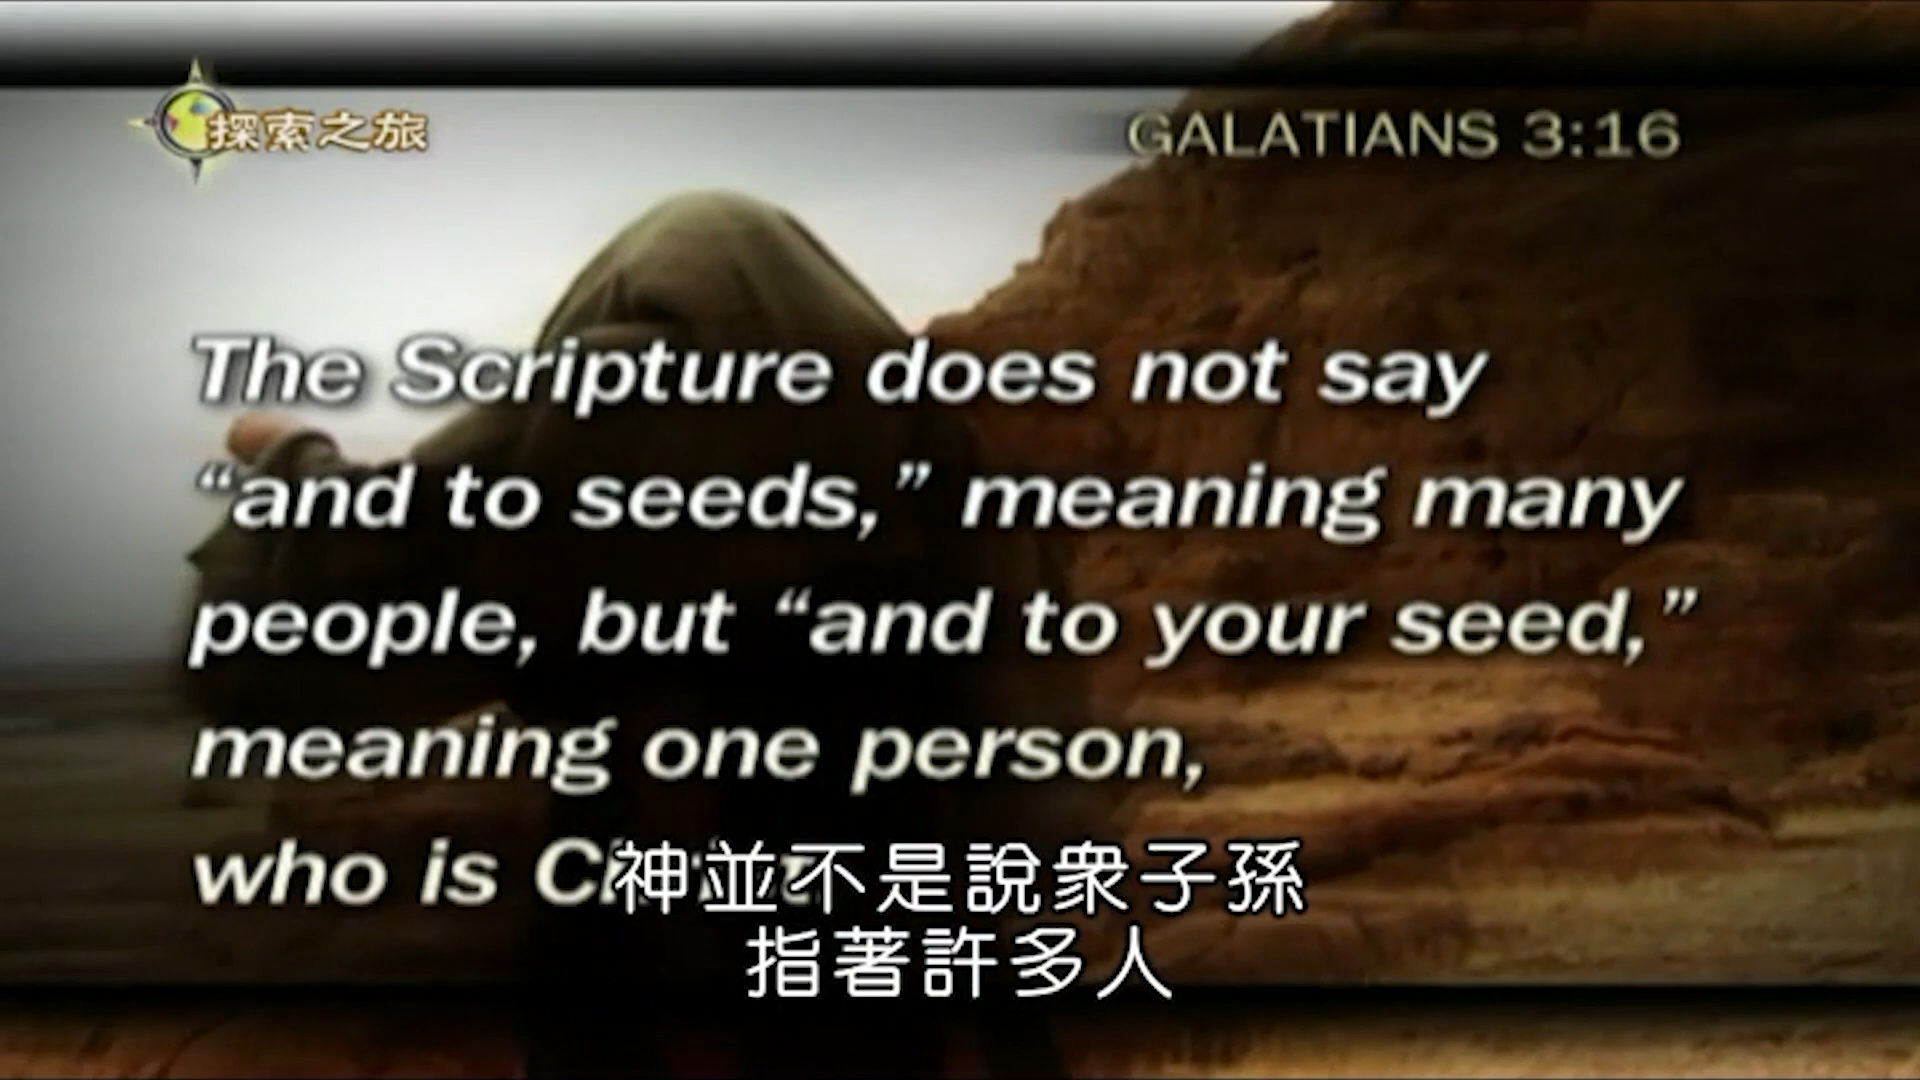 探索之旅
GALATIANS 3:16
The Scripture does not say
“and to seeds,” meaning many
people, but “and to your seed,”
meaning one person,
who is
神並不是說衆子孫
指著許多人